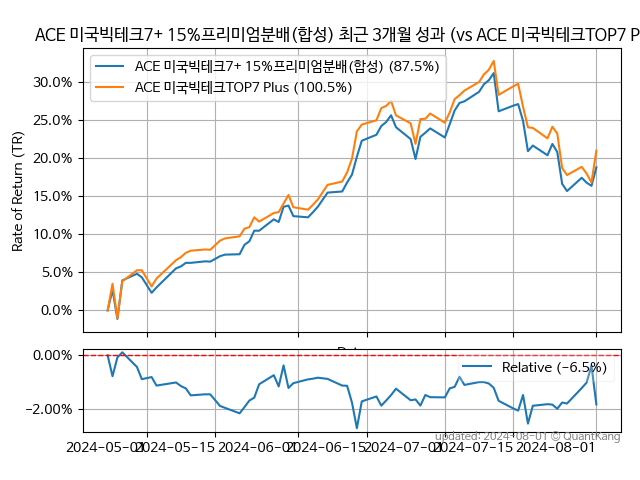 ACE 미국빅테크7+ 15%프리미엄분배(합성) 최근 3개월 성과 (vs ACE 미국빅테크TOP7 P
ACE 미국빅테크7+ 15%프리미엄분배(합성) (87.5%)
ACE 미국빅테크TOP7 Plus (100.5%)
Rate of Return (TR)
30.0%
25.0%
20.0%
15.0%
10.0%
5.0%
0.0%
0.00%
−2.00%
Relative (-6.5%)
2024-05-01 2024-05-15 2024-06-01 2024-06-15 2024-07-01 2024-07-15 2024-08-01
updated: 2024-08-01 © QuantKang